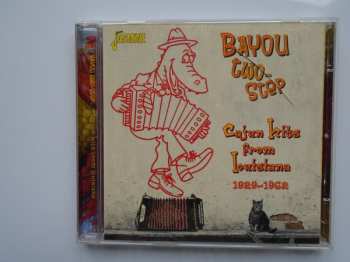 JASMINE
BAYOU
two-
step
Cajun Hits
from
Louisiana
1929-1962